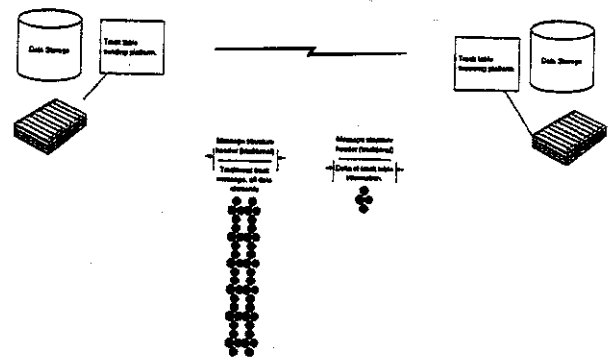 Data Storage
Track table
sending platform
Track table
receiving platform
Data Storage
Message structure
header (traditional)
Traditional track
message, all data
elements
Message structure
header (traditional)
Data of track table
information.